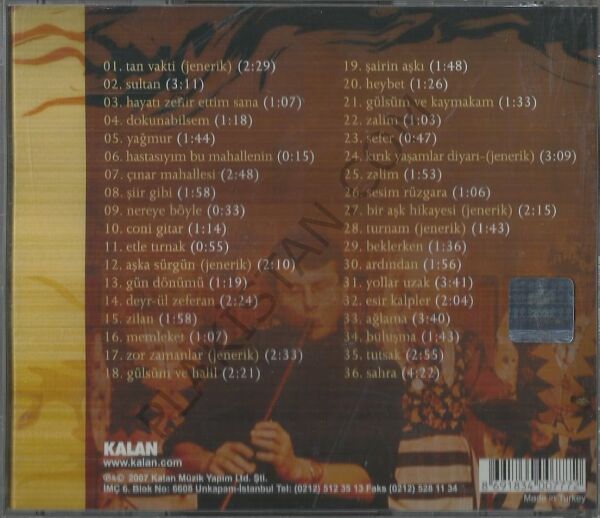 01. tan vakti (jenerik) (2:29)
02. sultan (3:11)
03. hayatı zehir ettim sana (1:07)
04. dokunabilsem (1:18)
05. yağmur (1:44)
06. hastasıyım bu mahallenin (0:15)
07. çınar mahallesi (2:48)
08. şiir gibi (1:58)
09. nereye böyle (0:33)
10. coni gitar (1:14)
11. etle tırnak (0:55)
12. aşka sürgün (jenerik) (2:10)
13. gün dönümü (1:19)
14. deyr-ül zeferan (2:24)
15. zilan (1:58)
16. memleket (1:07)
17. zor zamanlar (jenerik) (2:33)
18. gülsüm ve halil (2:21)
19. şairin aşkı (1:48)
20. heybet (1:26)
21. gülsüm ve kaymakam (1:33)
22. zalim (1:03)
23. sefer (0:47)
24. kırık yaşamlar diyarı-(jenerik) (3:09)
25. zalim (1:53)
26. sesim rüzgara (1:06)
27. bir aşk hikayesi (jenerik) (2:15)
28. turnam (jenerik) (1:43)
29. beklerken (1:36)
30. ardından (1:56)
31. yollar uzak (3:41)
32. esir kalpler (2:04)
33. ağlama (3:40)
34. buluşma (1:43)
35. tutsak (2:55)
36. sahra (4:22)
KALAN
www.kalan.com
℗&© 2007 Kalan Müzik Yapım Ltd. Şti.
İMÇ 6. Blok No: 6608 Unkapanı-İstanbul Tel: (0212) 512 35 13 Faks (0212) 528 11 34
8 691834 007772
Made in Turkey